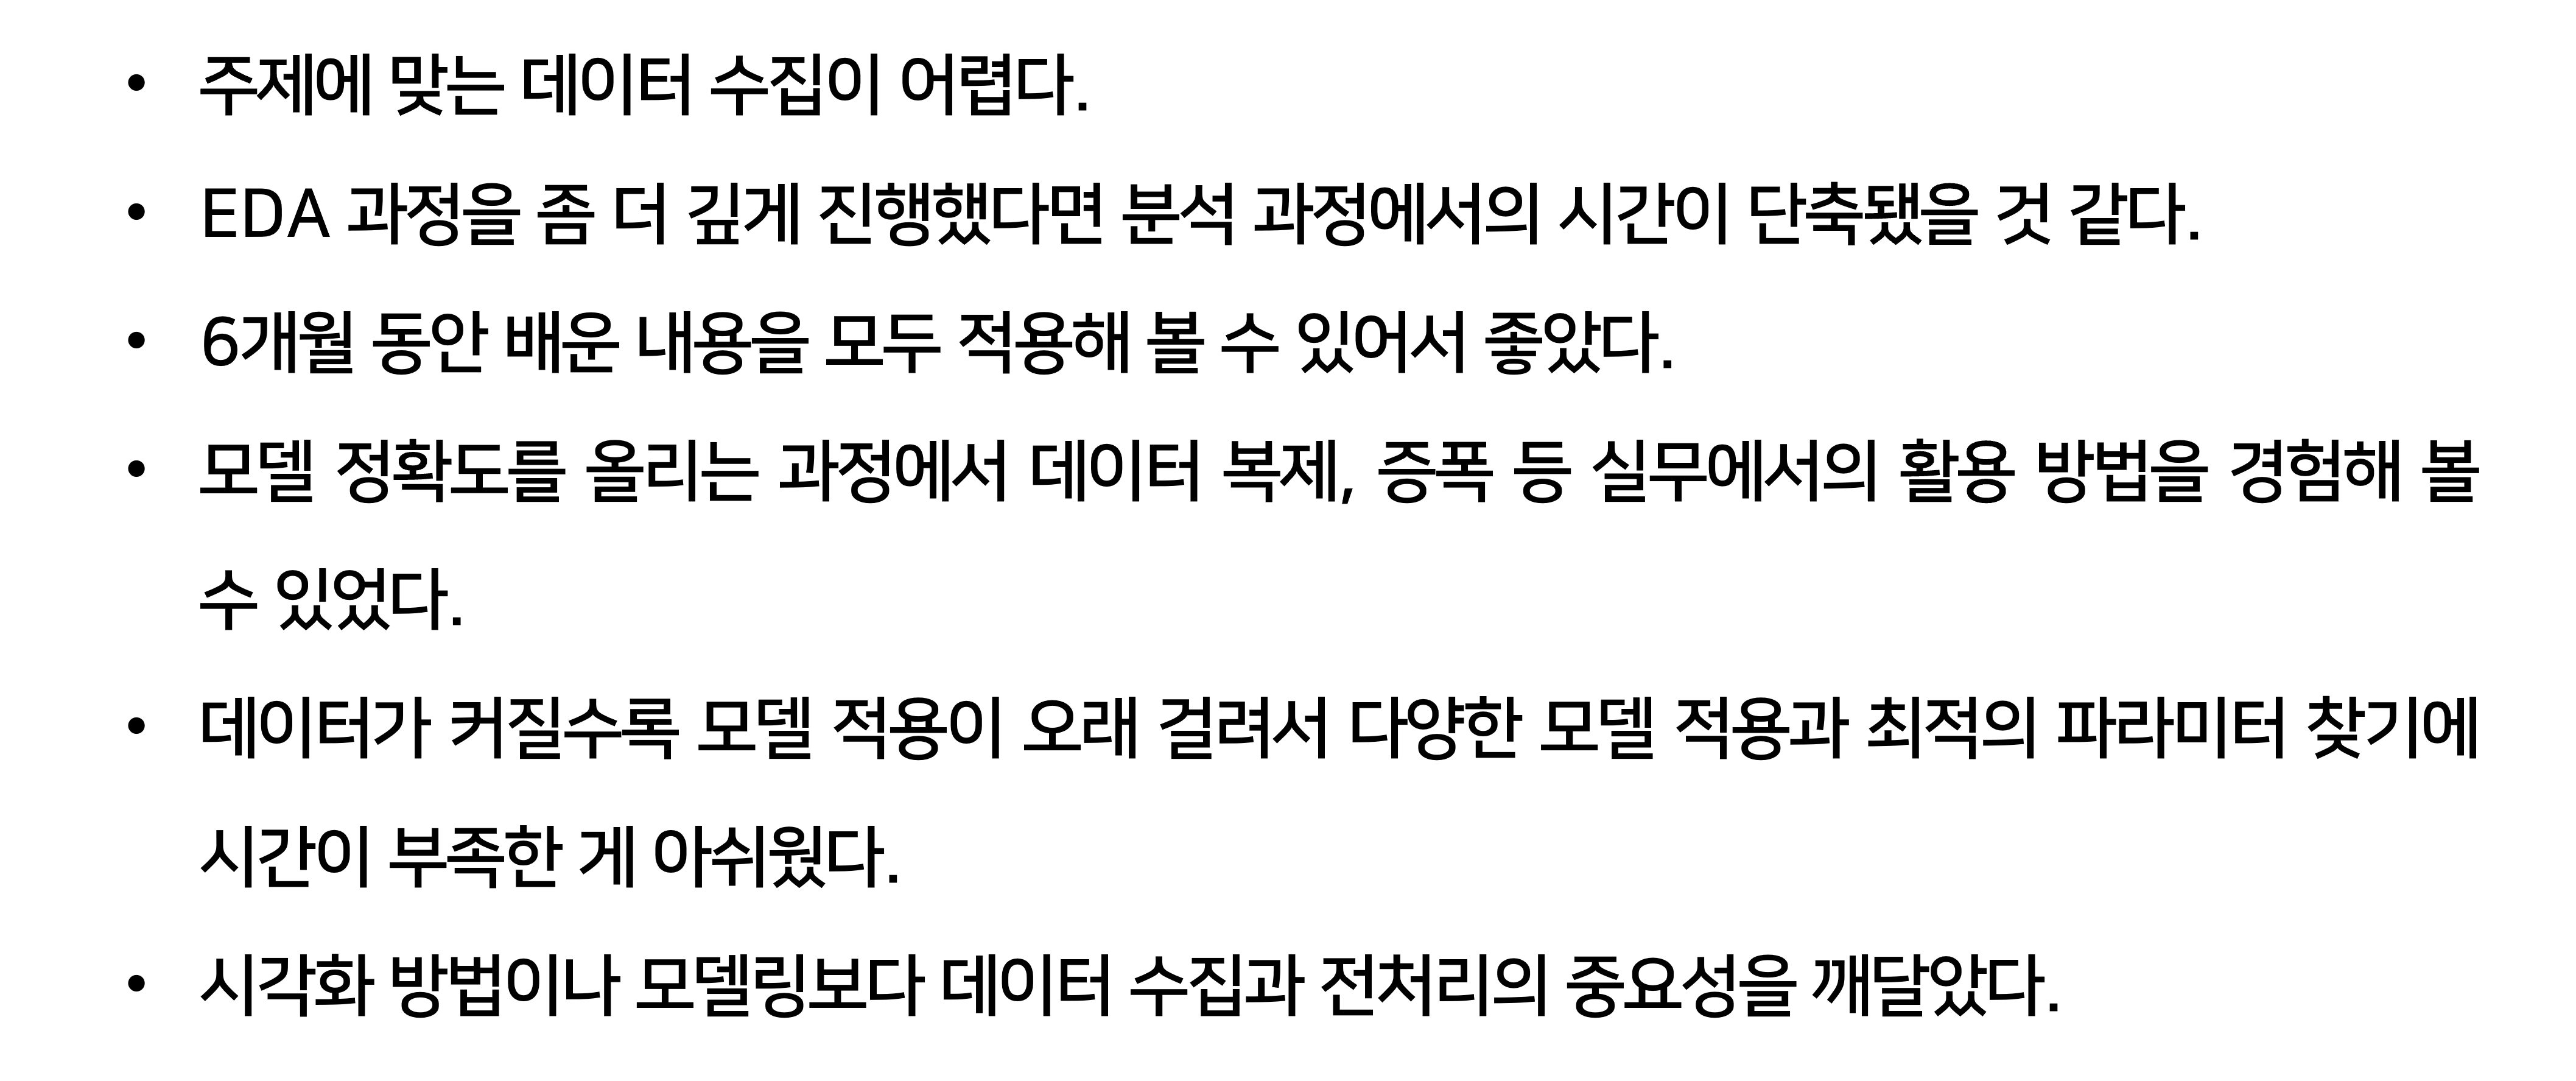 • 주제에 맞는 데이터 수집이 어렵다.
• EDA 과정을 좀 더 깊게 진행했다면 분석 과정에서의 시간이 단축됐을 것 같다.
• 6개월 동안 배운 내용을 모두 적용해 볼 수 있어서 좋았다.
• 모델 정확도를 올리는 과정에서 데이터 복제, 증폭 등 실무에서의 활용 방법을 경험해 볼
수 있었다.
• 데이터가 커질수록 모델 적용이 오래 걸려서 다양한 모델 적용과 최적의 파라미터 찾기에
시간이 부족한 게 아쉬웠다.
• 시각화 방법이나 모델링보다 데이터 수집과 전처리의 중요성을 깨달았다.